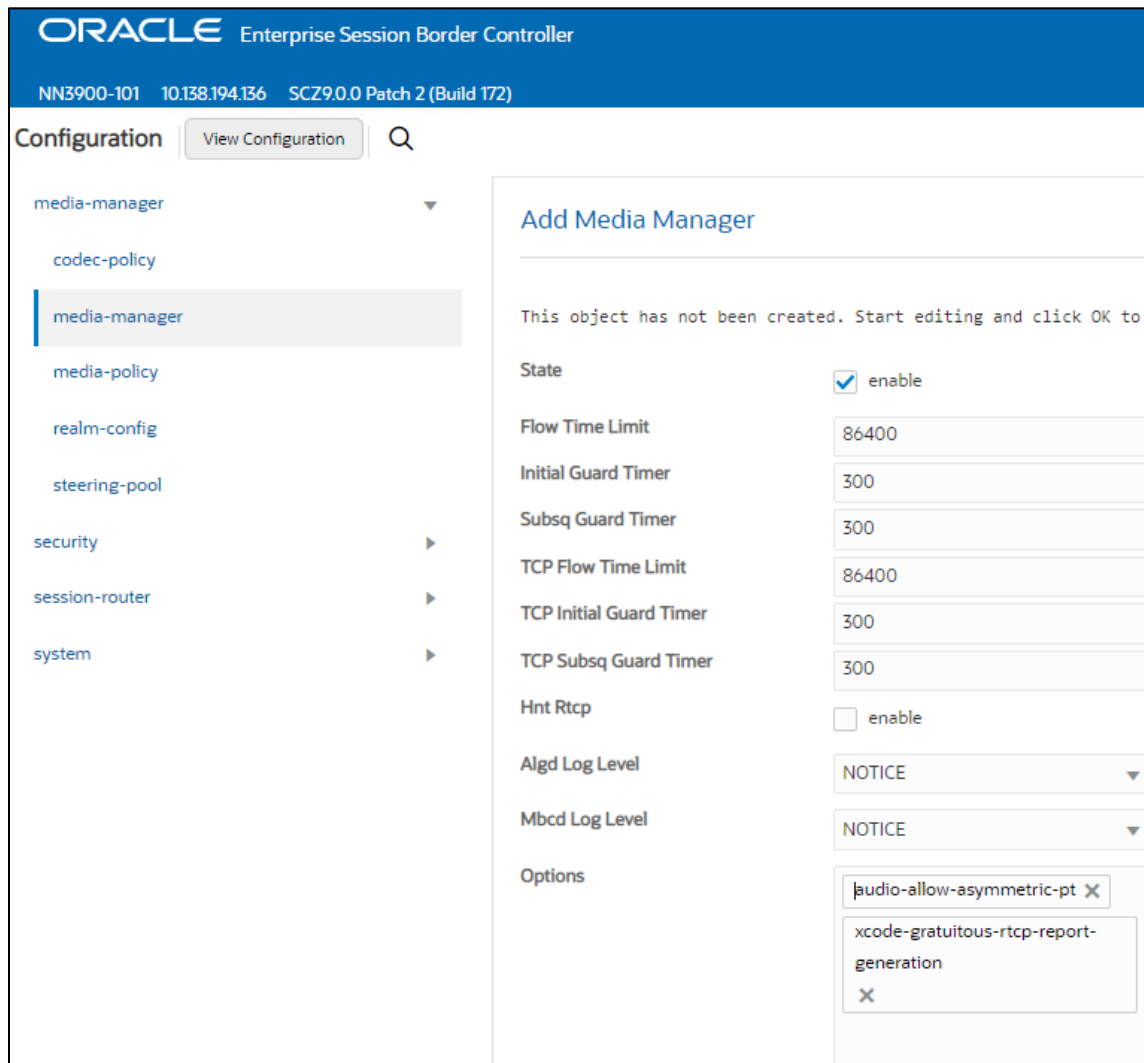 ORACLE Enterprise Session Border Controller
NN3900-101 10.138.194.136 SCZ9.0.0 Patch 2 (Build 172)
Configuration View Configuration
media-manager
codec-policy
media-manager
media-policy
realm-config
steering-pool
security
session-router
system
Add Media Manager
This object has not been created. Start editing and click OK to
State enable
Flow Time Limit 86400
Initial Guard Timer 300
Subsq Guard Timer 300
TCP Flow Time Limit 86400
TCP Initial Guard Timer 300
TCP Subsq Guard Timer 300
Hnt Rtcp enable
Algd Log Level NOTICE
Mbcd Log Level NOTICE
Options audio-allow-asymmetric-pt
xcode-gratuitous-rtcp-report-
generation